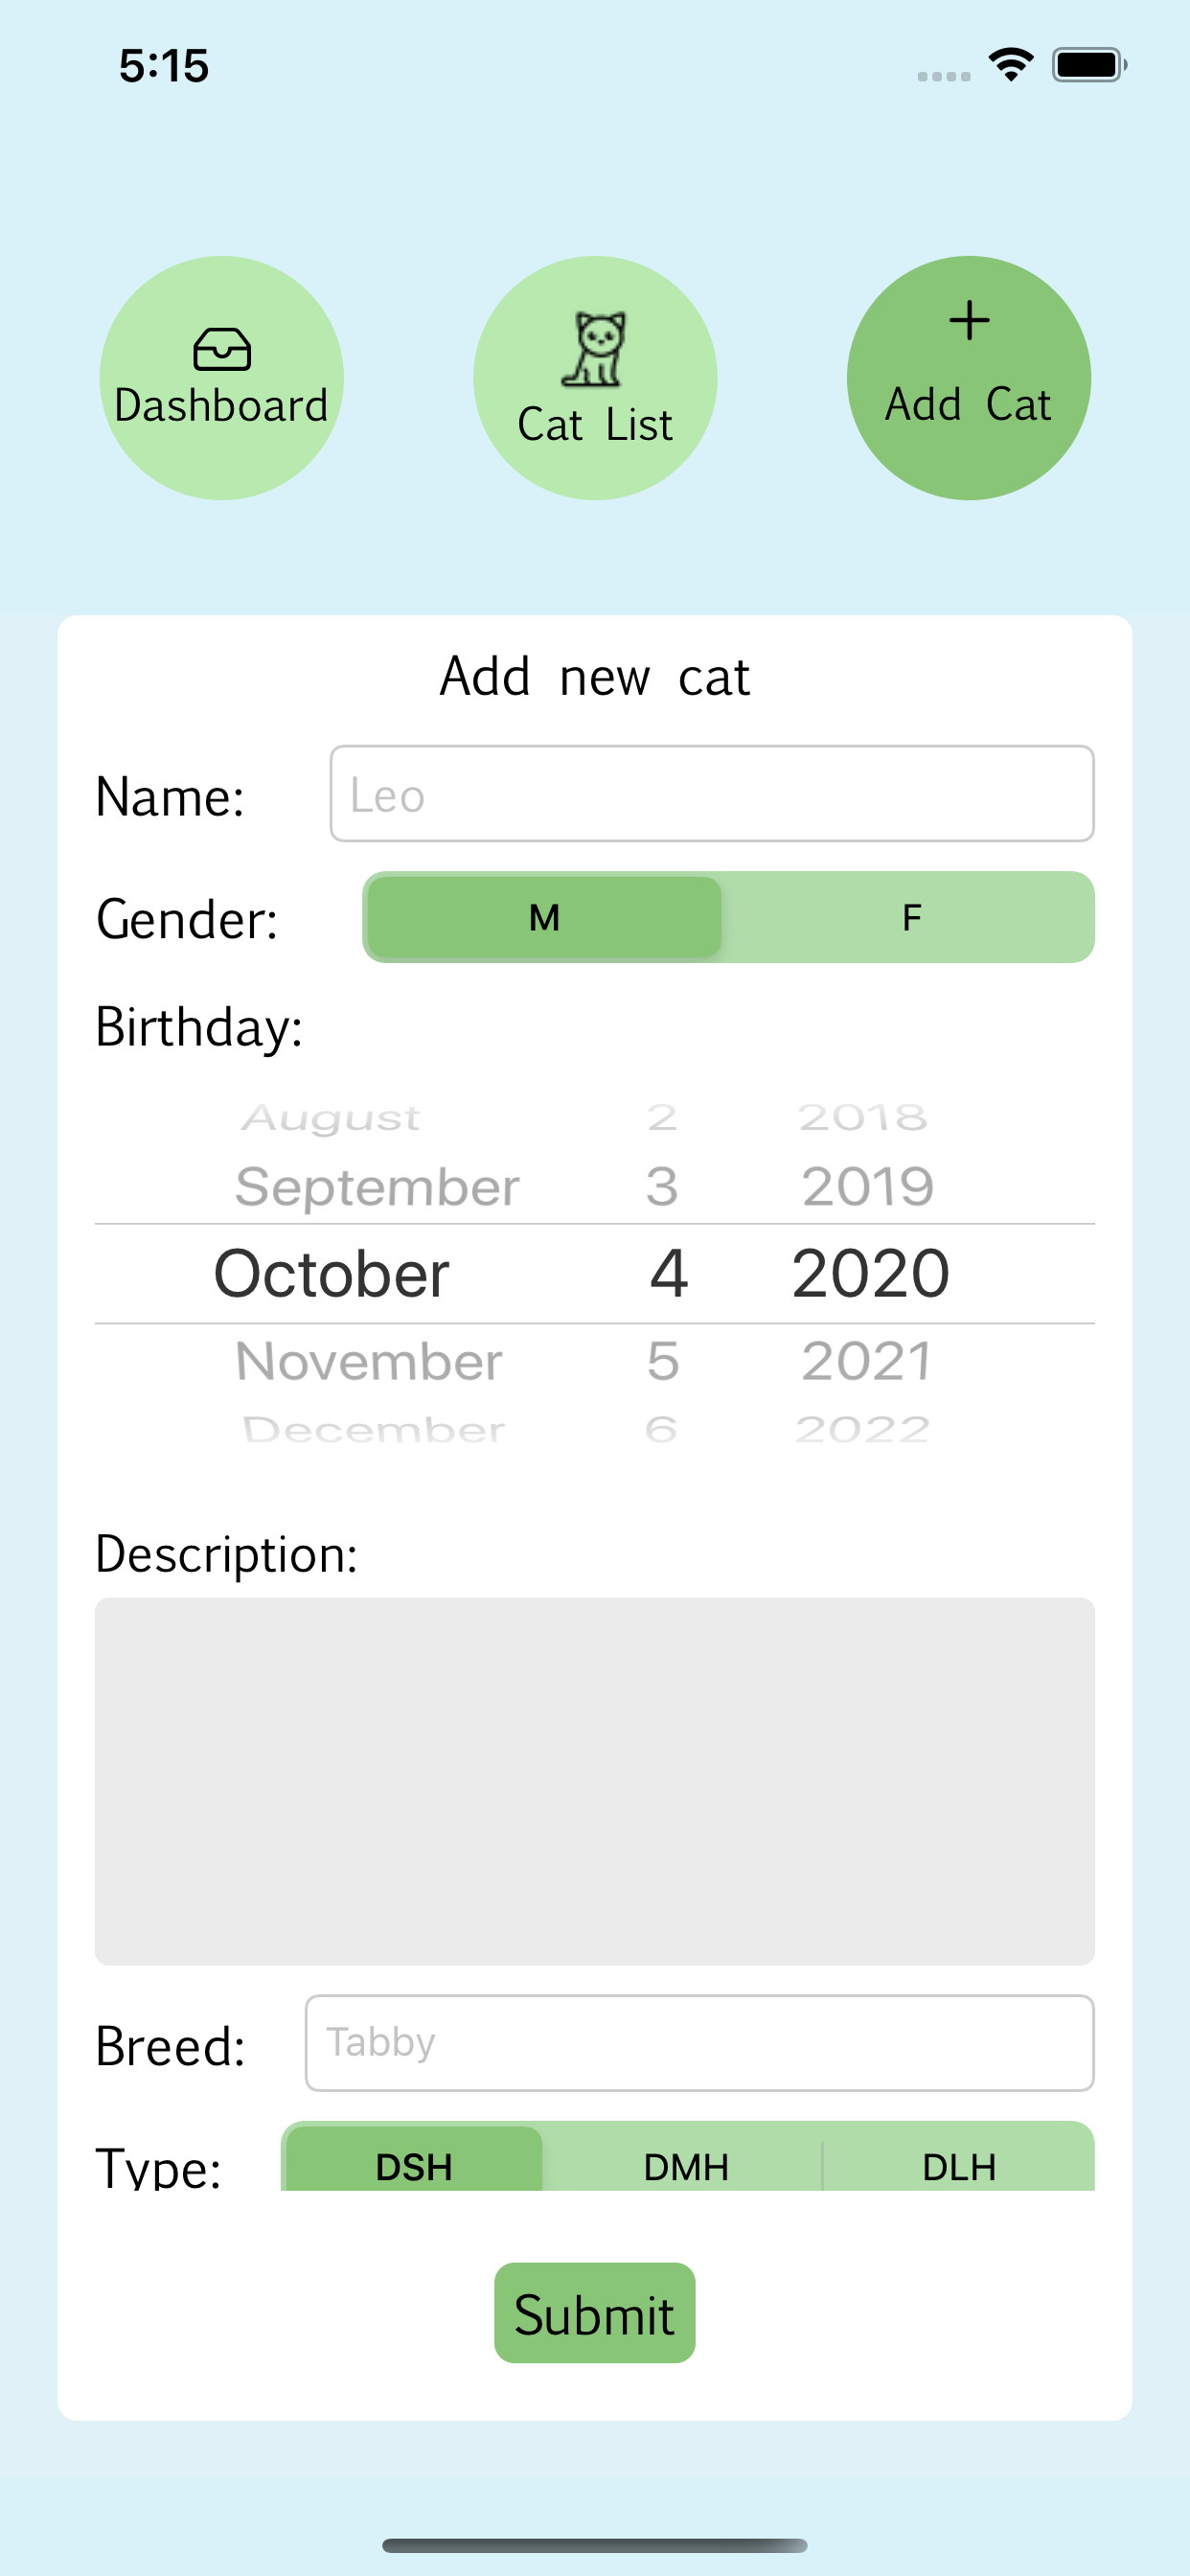 5:15
Dashboard
Cat List
Add Cat
Add new cat
Name: Leo
Gender: M F
Birthday:
August 2 2018
September 3 2019
October 4 2020
November 5 2021
December 6 2022
Description:
Breed: Tabby
Type: DSH DMH DLH
Submit